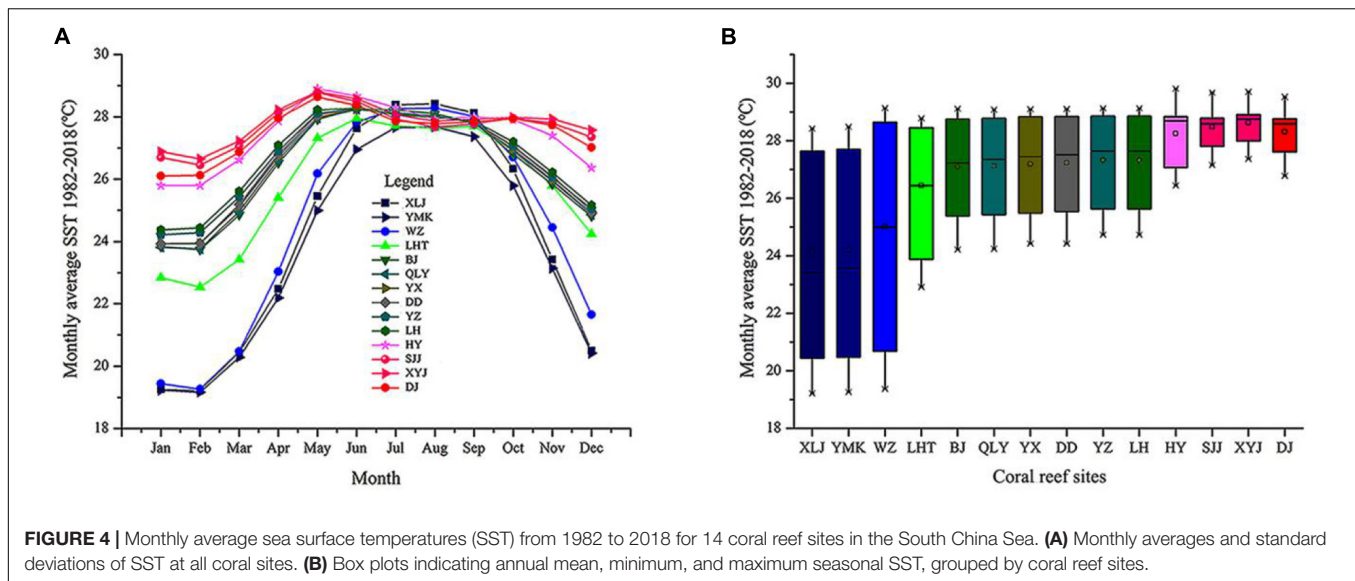 A
Monthly average SST 1982-2018 (°C)
30
28
26
24
22
20
18
Legend
XLJ
YMK
WZ
LHT
BJ
QLY
YX
DD
YZ
LH
HY
SJJ
XYJ
DJ
Jan Feb Mar Apr May Jun Jul Aug Sep Oct Nov Dec
Month
B
Monthly average SST 1982-2018 (°C)
30
28
26
24
22
20
18
XLJ YMK WZ LHT BJ QLY YX DD YZ LH HY SJJ XYJ DJ
Coral reef sites
FIGURE 4 | Monthly average sea surface temperatures (SST) from 1982 to 2018 for 14 coral reef sites in the South China Sea. (A) Monthly averages and standard
deviations of SST at all coral sites. (B) Box plots indicating annual mean, minimum, and maximum seasonal SST, grouped by coral reef sites.